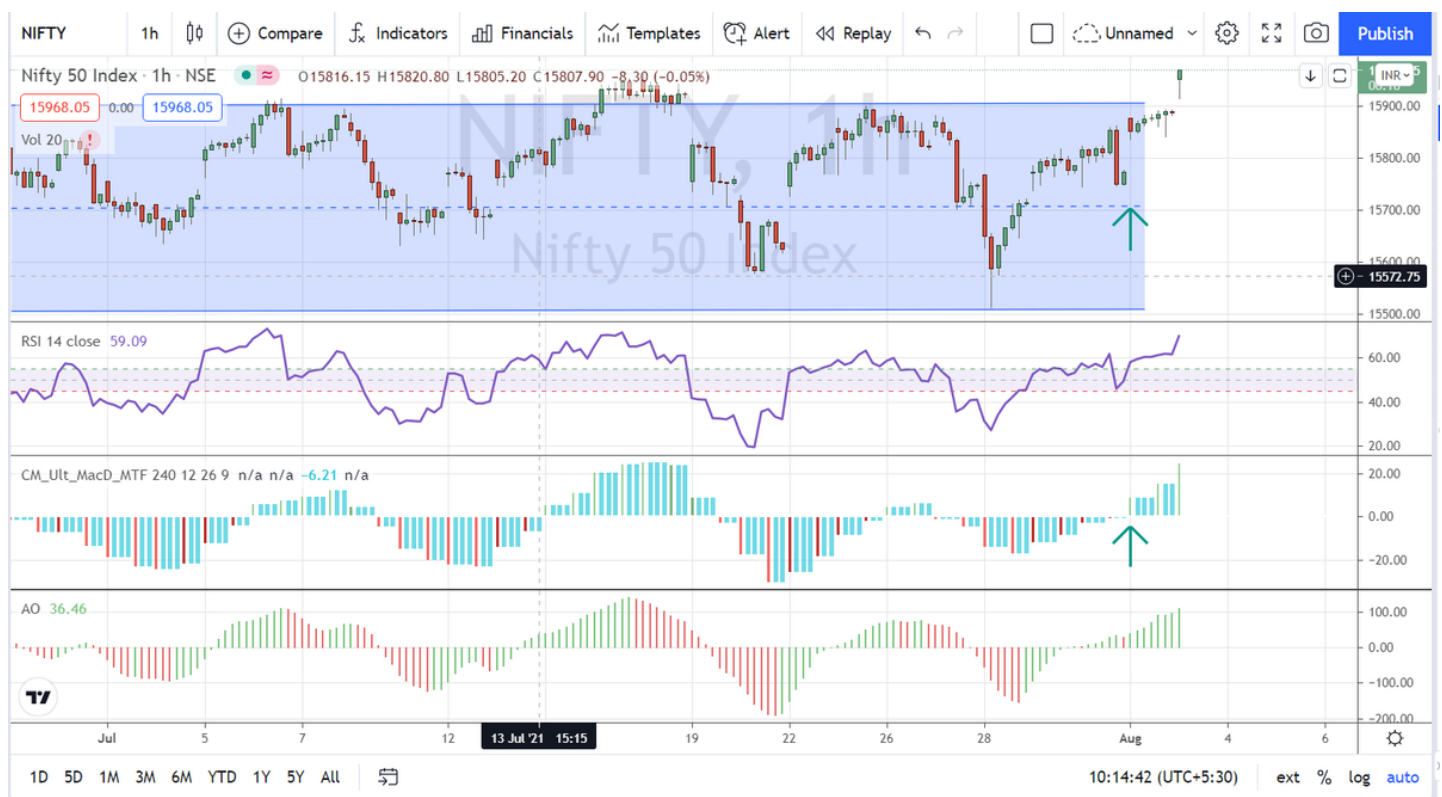 NIFTY 1h Compare Indicators Financials Templates Alert Replay Unnamed Publish
Nifty 50 Index · 1h · NSE O15816.15 H15820.80 L15805.20 C15807.90 −8.30 (−0.05%)
INR
15968.05 0.00 15968.05
15900.00
Vol 20 !
NIFTY, 1h
15800.00
15700.00
Nifty 50 Index
15600.00
15572.75
15500.00
RSI 14 close 59.09
60.00
40.00
20.00
CM_Ult_MacD_MTF 240 12 26 9 n/a n/a −6.21 n/a
20.00
0.00
−20.00
AO 36.46
100.00
0.00
−100.00
−200.00
Jul 5 7 12 13 Jul '21 15:15 19 22 26 28 Aug 4 6
1D 5D 1M 3M 6M YTD 1Y 5Y All 10:14:42 (UTC+5:30) ext % log auto